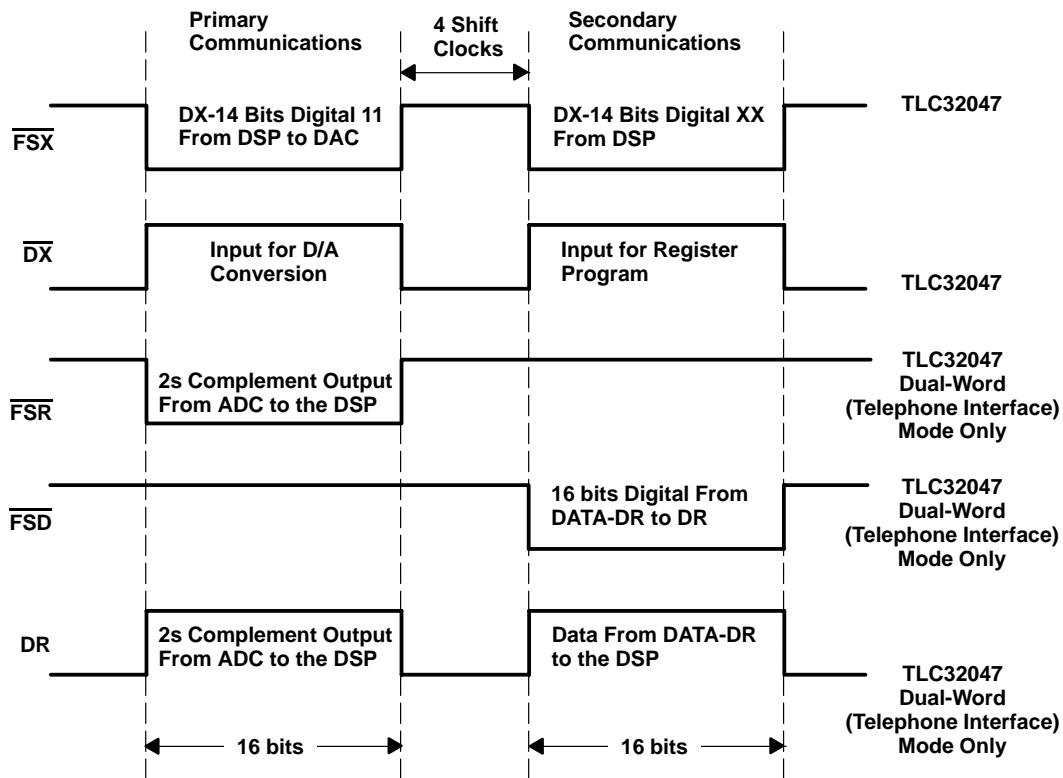 Primary
Communications
4 Shift
Clocks
Secondary
Communications
FSX
DX-14 Bits Digital 11
From DSP to DAC
DX-14 Bits Digital XX
From DSP
TLC32047
DX
Input for D/A
Conversion
Input for Register
Program
TLC32047
FSR
2s Complement Output
From ADC to the DSP
TLC32047
Dual-Word
(Telephone Interface)
Mode Only
FSD
16 bits Digital From
DATA-DR to DR
TLC32047
Dual-Word
(Telephone Interface)
Mode Only
DR
2s Complement Output
From ADC to the DSP
Data From DATA-DR
to the DSP
TLC32047
Dual-Word
(Telephone Interface)
Mode Only
16 bits
16 bits